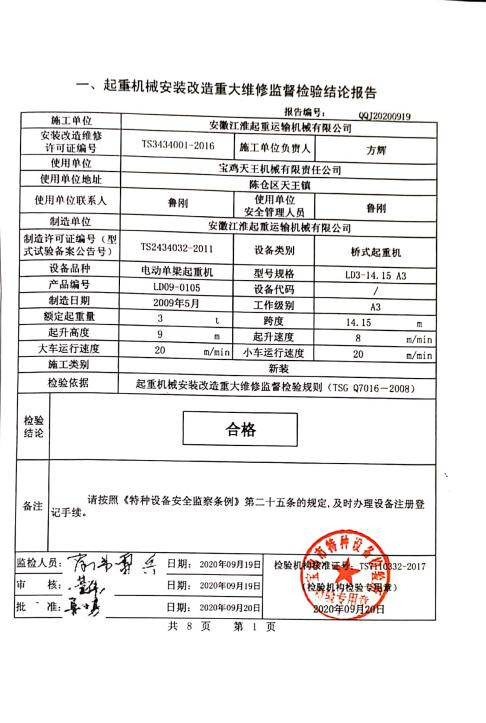 一、起重机械安装改造重大维修监督检验结论报告
报告编号： QQJ20200919
施工单位 安徽江淮起重运输机械有限公司
安装改造维修许可证编号 TS3434001-2016 施工单位负责人 方辉
使用单位 宝鸡天王机械有限责任公司
使用单位地址 陈仓区天王镇
使用单位联系人 鲁刚 使用单位安全管理人员 鲁刚
制造单位 安徽江淮起重运输机械有限公司
制造许可证编号（型式试验备案公告号） TS2434032-2011 设备类别 桥式起重机
设备品种 电动单梁起重机 型号规格 LD3-14.15 A3
产品编号 LD09-0105 设备代码 /
制造日期 2009年5月 工作级别 A3
额定起重量 3 t 跨度 14.15 m
起升高度 9 m 起升速度 8 m/min
大车运行速度 20 m/min 小车运行速度 20 m/min
施工类别 新装
检验依据 起重机械安装改造重大维修监督检验规则（TSG Q7016-2008）
检验结论 合格
备注 请按照《特种设备安全监察条例》第二十五条的规定,及时办理设备注册登
记手续。
监检人员： 日期： 2020年09月19日 检验机构核准证号： TS7110332-2017
审 核： 日期： 2020年09月19日 （检验机构检验专用章）
批 准： 日期： 2020年09月20日 2020年09月20日
宝鸡市特种设备检验所
检验专用章
共 8 页 第 1 页